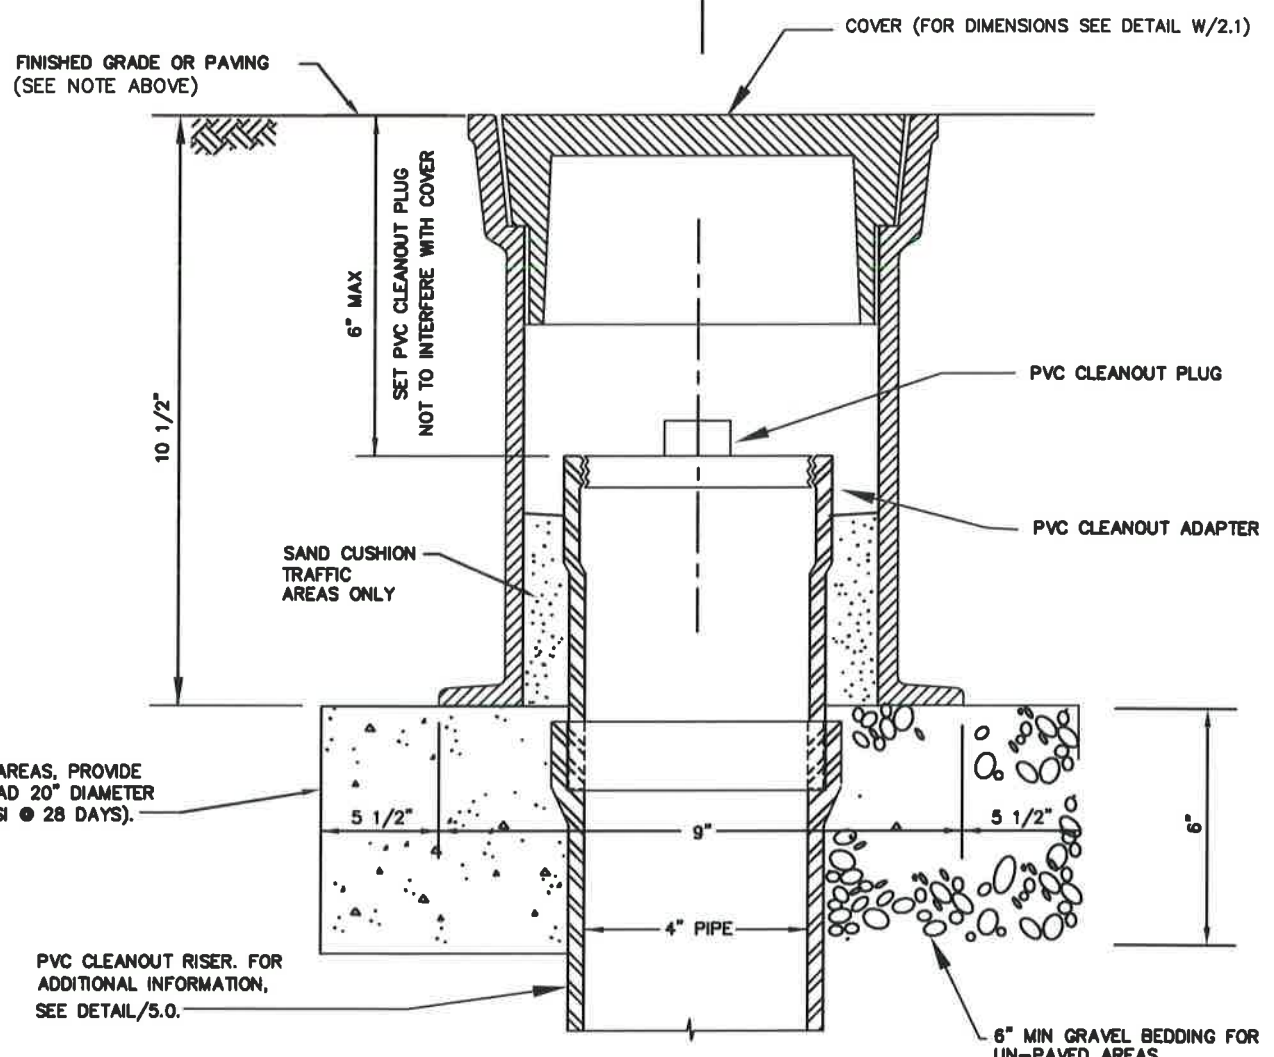 COVER (FOR DIMENSIONS SEE DETAIL W/2.1)
FINISHED GRADE OR PAVING
(SEE NOTE ABOVE)
10 1/2"
6" MAX
SET PVC CLEANOUT PLUG
NOT TO INTERFERE WITH COVER
PVC CLEANOUT PLUG
PVC CLEANOUT ADAPTER
SAND CUSHION
TRAFFIC
AREAS ONLY
AREAS, PROVIDE
AD 20" DIAMETER
SI @ 28 DAYS).
5 1/2"
9"
5 1/2"
6"
4" PIPE
PVC CLEANOUT RISER. FOR
ADDITIONAL INFORMATION,
SEE DETAIL/5.0.
6" MIN GRAVEL BEDDING FOR
UN-PAVED AREAS